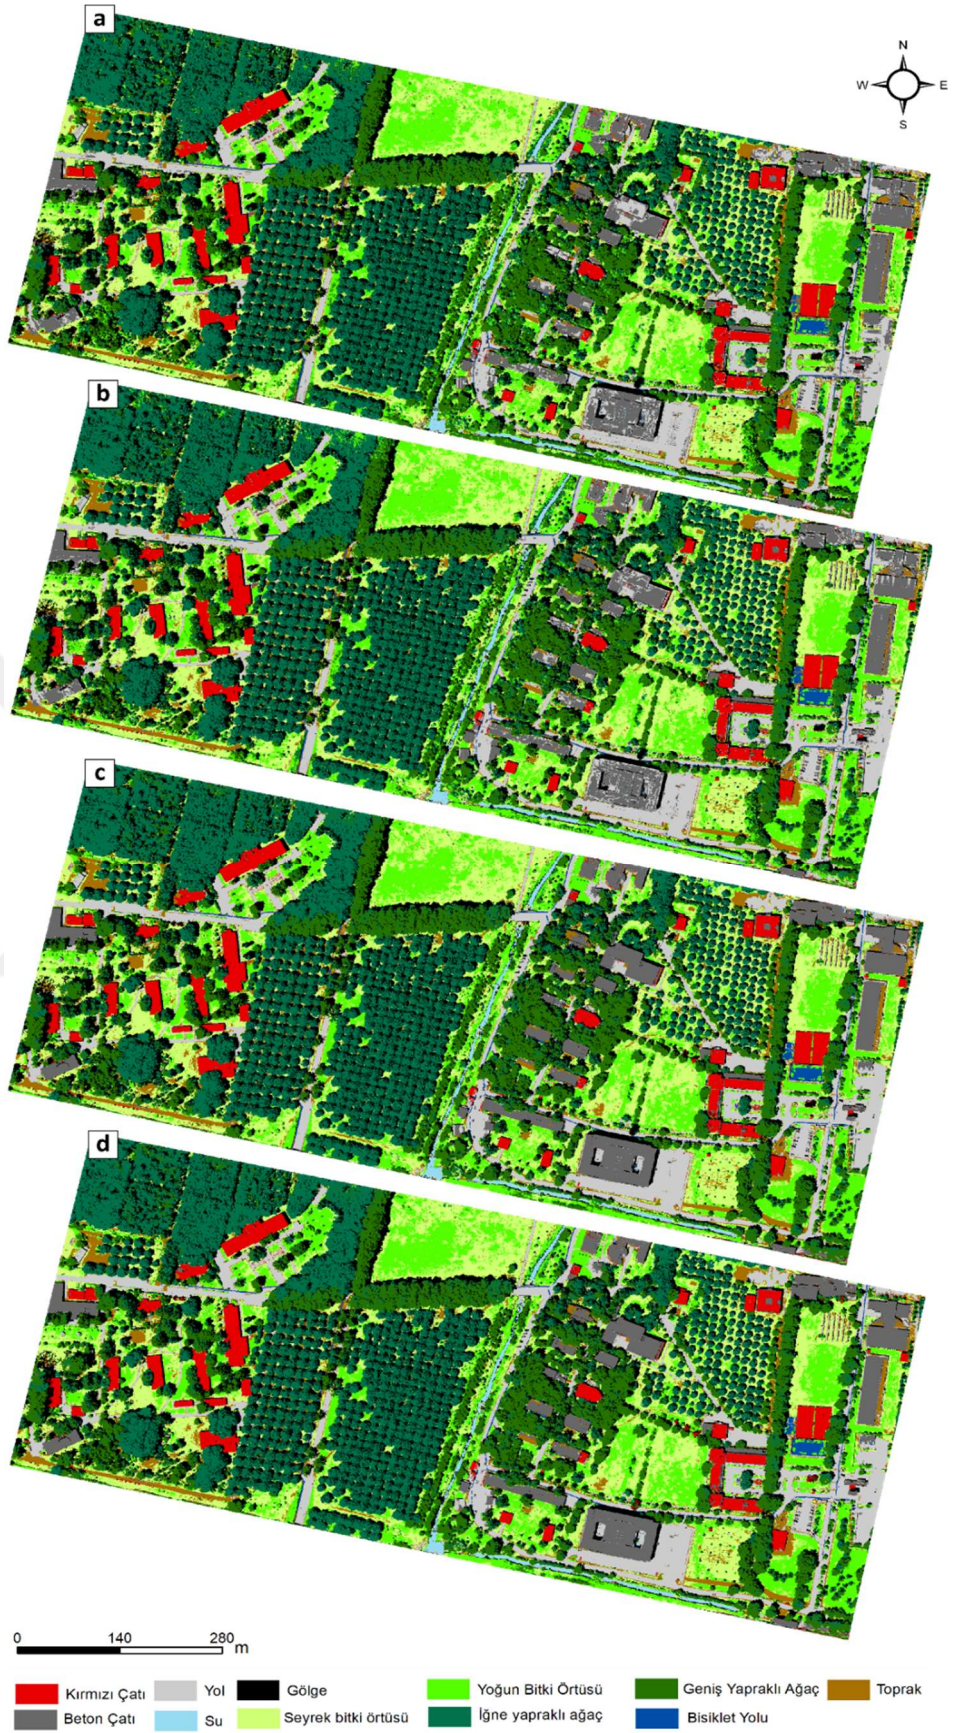 a
N
W E
S
b
c
d
0 140 280 m
Kırmızı Çatı Yol Gölge Yoğun Bitki Örtüsü Geniş Yapraklı Ağaç Toprak
Beton Çatı Su Seyrek bitki örtüsü İğne yapraklı ağaç Bisiklet Yolu